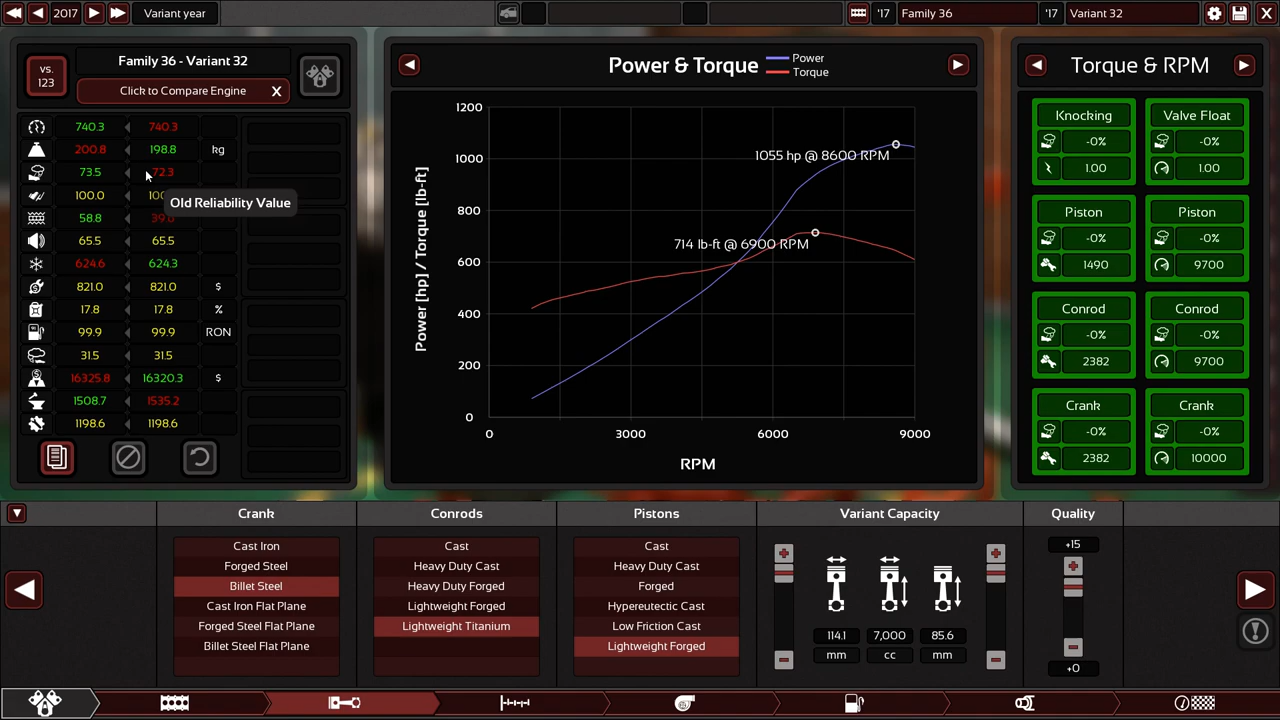 2017 Variant year '17 Family 36 '17 Variant 32
vs.
123
Family 36 - Variant 32
Click to Compare Engine X
740.3 740.3
200.8 198.8 kg
73.5 72.3
100.0
Old Reliability Value
58.8
65.5 65.5
624.6 624.3
821.0 821.0 $
17.8 17.8 %
99.9 99.9 RON
31.5 31.5
16325.8 16320.3 $
1508.7 1535.2
1198.6 1198.6
Power & Torque
Power
Torque
1200
1000
800
600
400
200
0
0 3000 6000 9000
RPM
Power [hp] / Torque [lb-ft]
1055 hp @ 8600 RPM
714 lb-ft @ 6900 RPM
Torque & RPM
Knocking Valve Float
-0% -0%
1.00 1.00
Piston Piston
-0% -0%
1490 9700
Conrod Conrod
-0% -0%
2382 9700
Crank Crank
-0% -0%
2382 10000
Crank
Cast Iron
Forged Steel
Billet Steel
Cast Iron Flat Plane
Forged Steel Flat Plane
Billet Steel Flat Plane
Conrods
Cast
Heavy Duty Cast
Heavy Duty Forged
Lightweight Forged
Lightweight Titanium
Pistons
Cast
Heavy Duty Cast
Forged
Hypereutectic Cast
Low Friction Cast
Lightweight Forged
Variant Capacity
114.1 7,000 85.6
mm cc mm
Quality
+15
+0